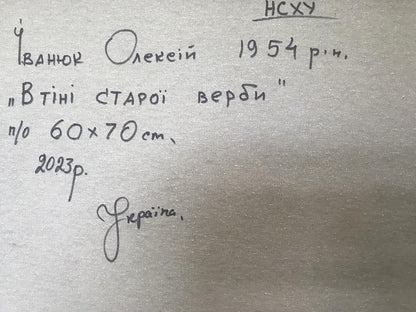 НСХУ
Іванюк Олексій 1954 р.н.
„В тіні старої верби"
п/о 60×70 см.
2023р.
Україна.